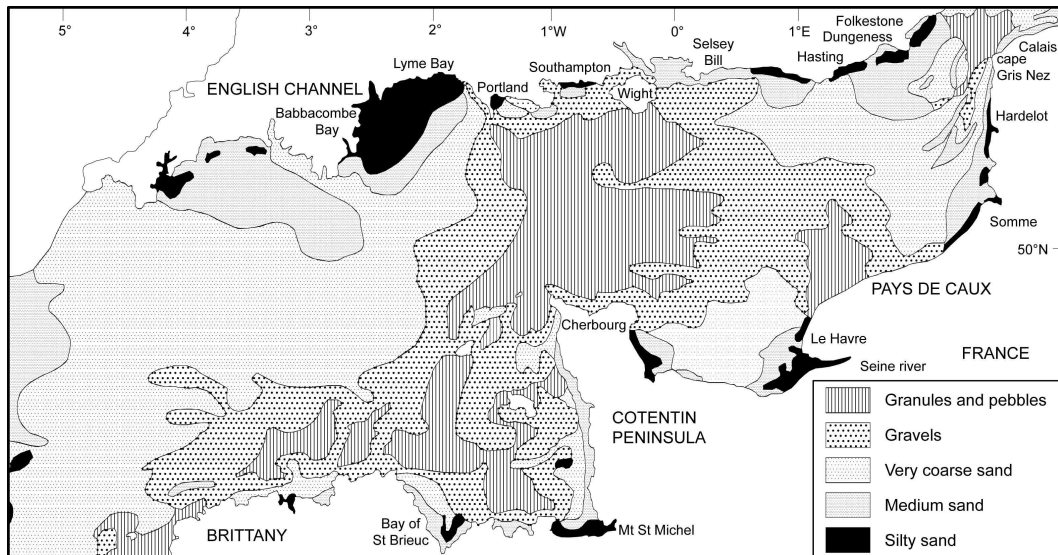 5°
4°
3°
2°
1°W
0°
1°E
Folkestone
Dungeness
Calais
cape
Gris Nez
Selsey
Bill
Hasting
Lyme Bay
Southampton
Portland
Wight
ENGLISH CHANNEL
Babbacombe
Bay
Hardelot
Somme
50°N
PAYS DE CAUX
Cherbourg
Le Havre
FRANCE
Seine river
COTENTIN
PENINSULA
BRITTANY
Bay of
St Brieuc
Mt St Michel
Granules and pebbles
Gravels
Very coarse sand
Medium sand
Silty sand